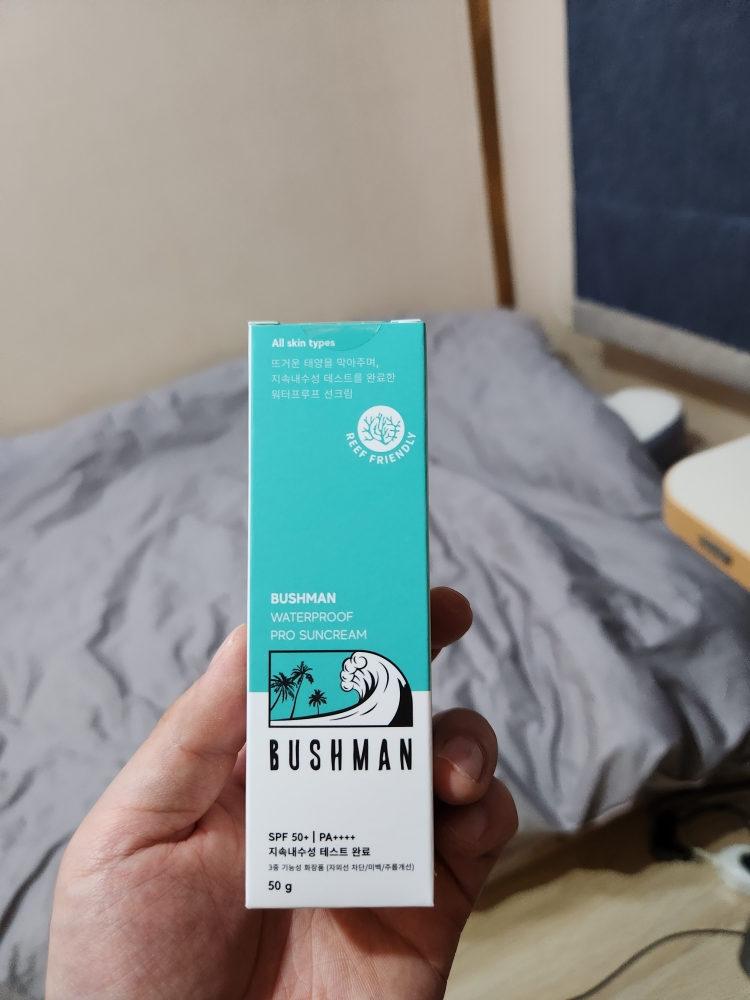 All skin types
뜨거운 태양을 막아주며,
지속내수성 테스트를 완료한
워터프루프 선크림
REEF FRIENDLY
BUSHMAN
WATERPROOF
PRO SUNCREAM
BUSHMAN
SPF 50+ | PA++++
지속내수성 테스트 완료
3중 기능성 화장품 (자외선 차단/미백/주름개선)
50 g